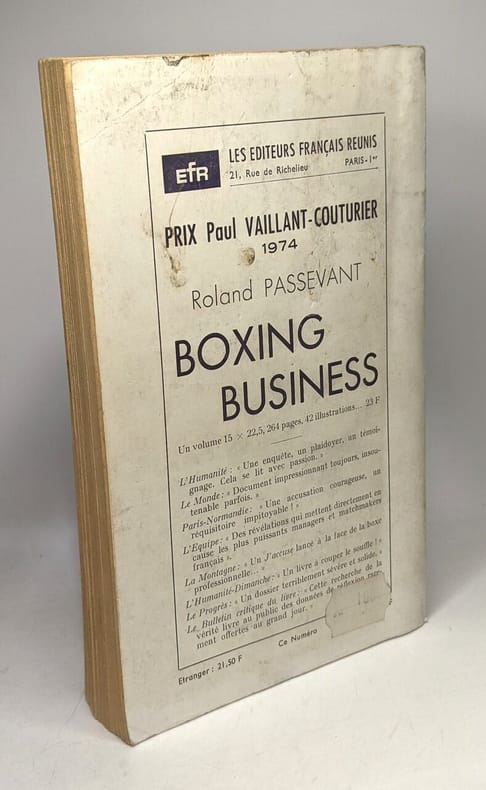 EFR
LES EDITEURS FRANÇAIS REUNIS
21, Rue de Richelieu PARIS-1er
PRIX Paul VAILLANT-COUTURIER
1974
Roland PASSEVANT
BOXING
BUSINESS
Un volume 15 × 22,5, 264 pages, 42 illustrations... 23 F
L'Humanité : « Une enquête, un plaidoyer, un témoi-
gnage. Cela se lit avec passion. »
Le Monde : « Document impressionnant toujours, insou-
tenable parfois. »
Paris-Normandie : « Une accusation courageuse, un
réquisitoire impitoyable ! »
L'Equipe : « Des révélations qui mettent directement en
cause les plus puissants managers et matchmakers
français ».
La Montagne : « Un J'accuse lancé à la face de la boxe
professionnelle... »
L'Humanité-Dimanche : « Un livre à couper le souffle ! »
Le Progrès : « Un dossier terriblement sévère et solide. »
Le Bulletin critique du livre : « Cette recherche de la
vérité livre au public des données de réflexion
ment offertes au grand jour. »
Etranger : 21,50 F
Ce Numéro